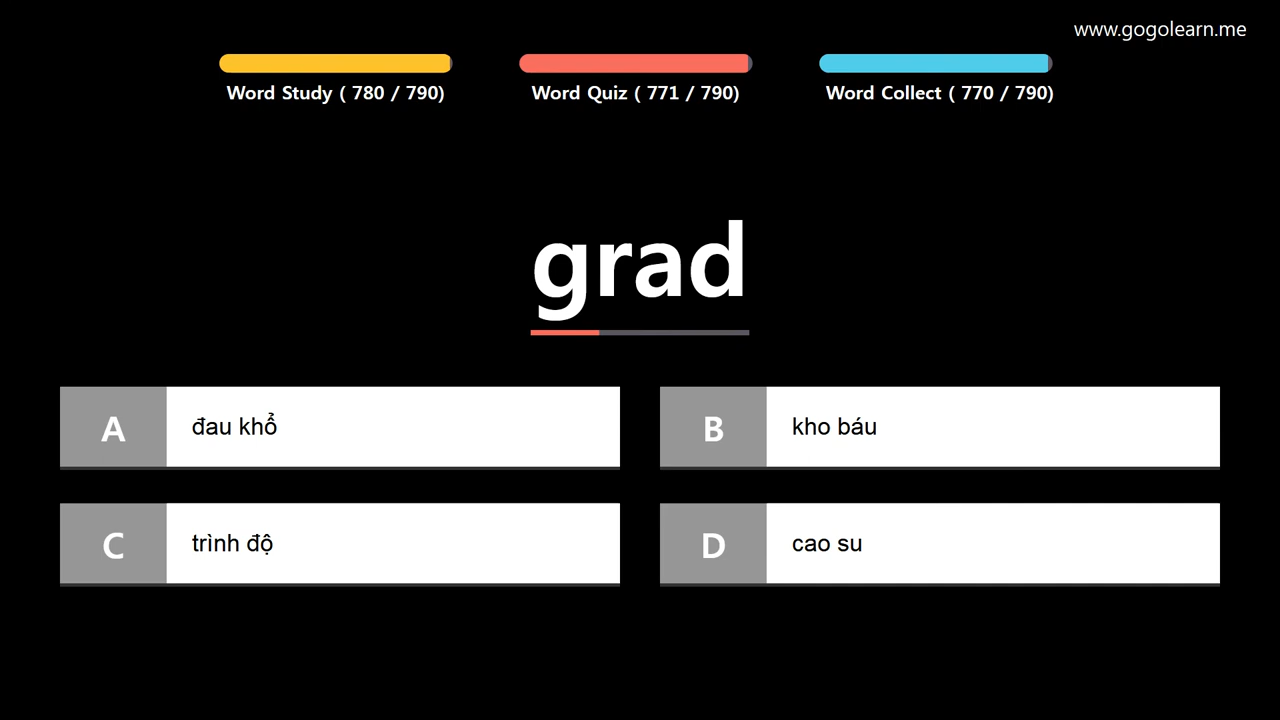 www.gogolearn.me
Word Study ( 780 / 790)
Word Quiz ( 771 / 790)
Word Collect ( 770 / 790)
grad
A
đau khổ
B
kho báu
C
trình độ
D
cao su